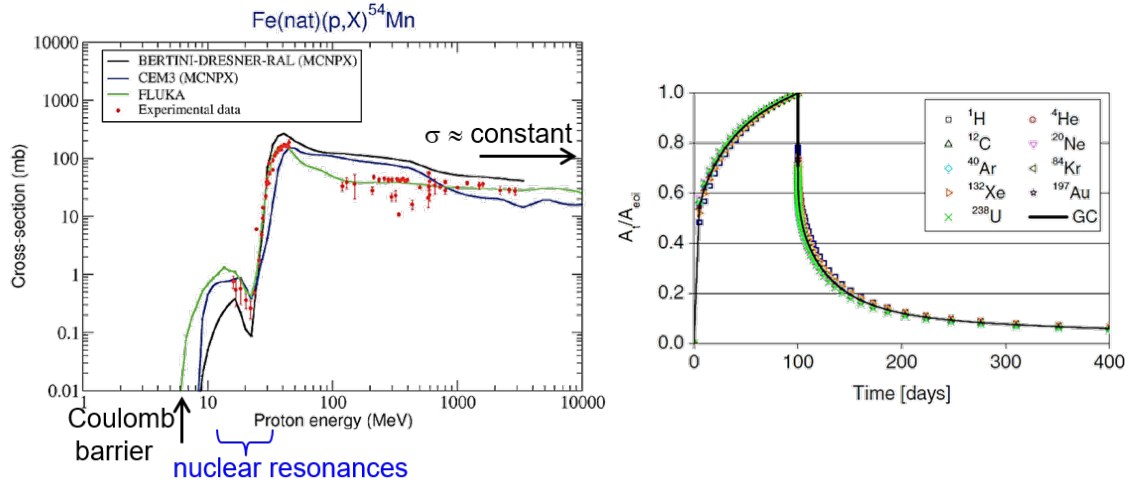 Fe(nat)(p,X)⁵⁴Mn
Cross-section (mb)
10000
1000
100
10
1
0.1
0.01
BERTINI-DRESNER-RAL (MCNPX)
CEM3 (MCNPX)
FLUKA
Experimental data
σ ≈ constant
1
10
100
1000
10000
Proton energy (MeV)
Coulomb
barrier
nuclear resonances
Aₜ/Aₑₒᵢ
1.0
0.8
0.6
0.4
0.2
0.0
¹H
⁴He
¹²C
²⁰Ne
⁴⁰Ar
⁸⁴Kr
¹³²Xe
¹⁹⁷Au
²³⁸U
GC
0
100
200
300
400
Time [days]